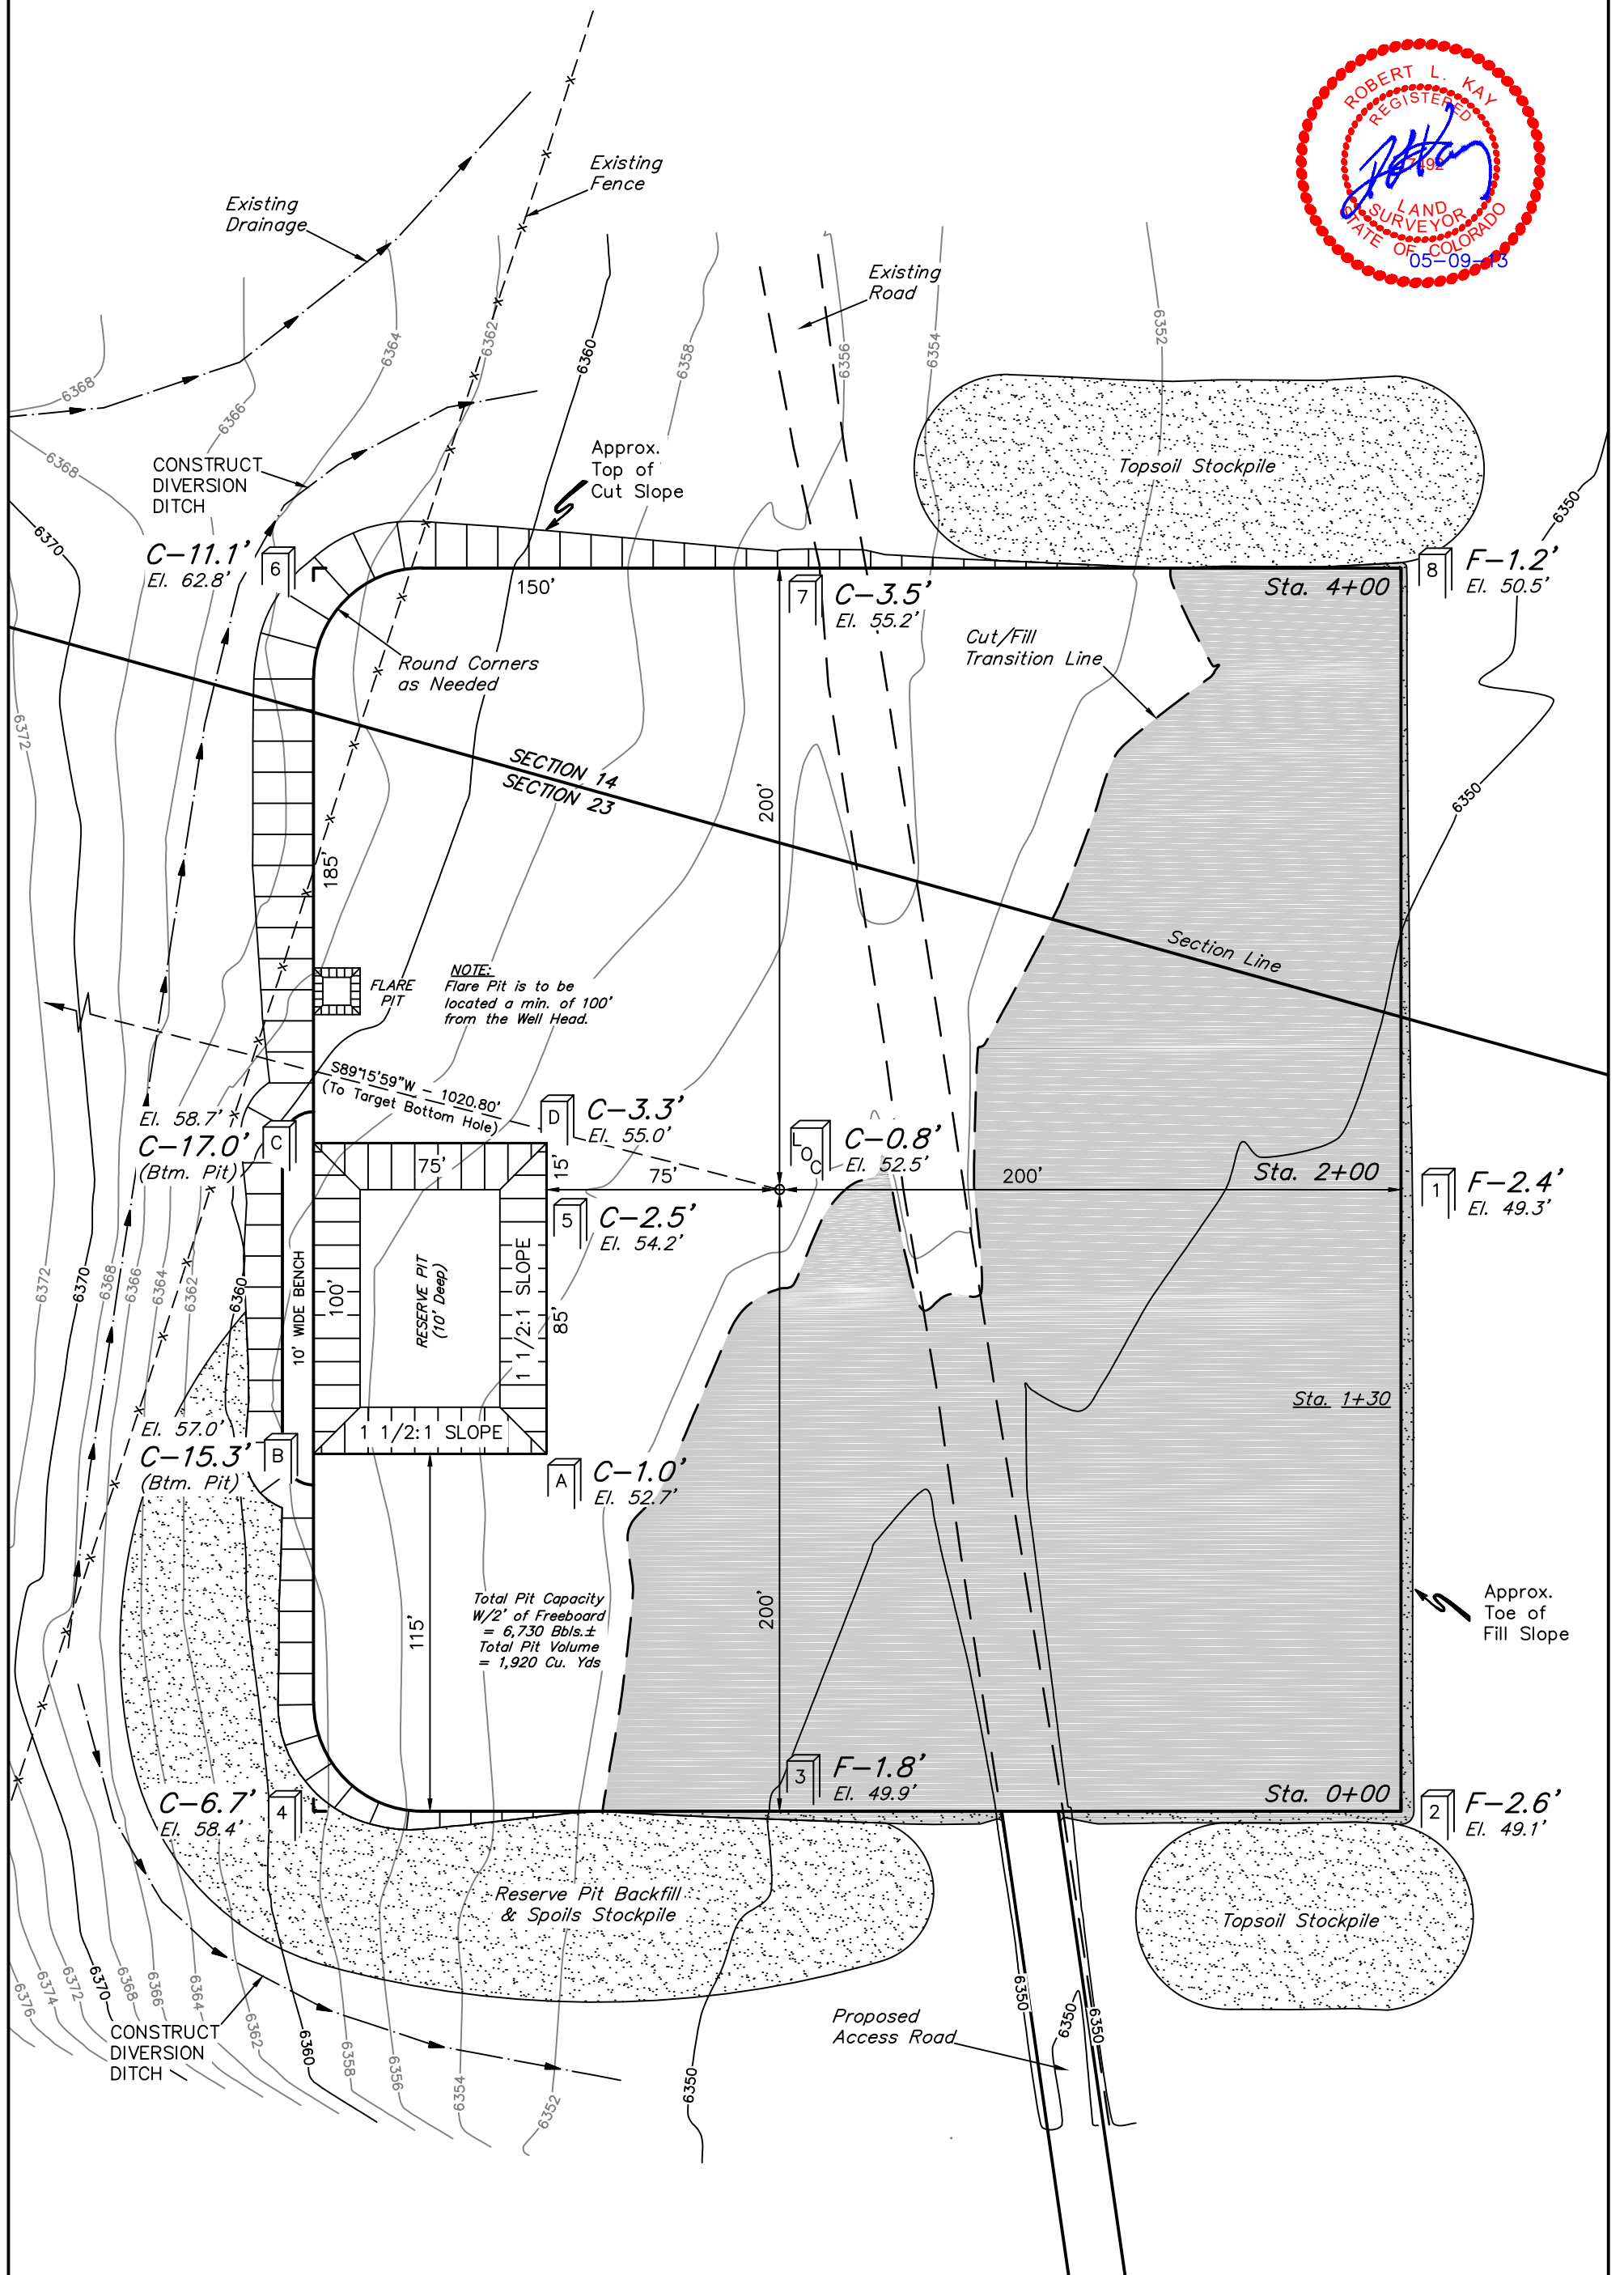 ROBERT L. KAY
REGISTERED
LAND
SURVEYOR
STATE OF COLORADO
05-09-13
Existing
Fence
Existing
Drainage
Existing
Road
6368
6366
6364
6362
6360
6358
6356
6354
6352
6350
Topsoil Stockpile
Approx.
Top of
Cut Slope
CONSTRUCT
DIVERSION
DITCH
6368
6370
C-11.1'
El. 62.8'
6
150'
7
C-3.5'
El. 55.2'
Sta. 4+00
8
F-1.2'
El. 50.5'
Cut/Fill
Transition Line
Round Corners
as Needed
6372
SECTION 14
SECTION 23
200'
6350
185'
Section Line
FLARE
PIT
NOTE:
Flare Pit is to be
located a min. of 100'
from the Well Head.
S89°15'59"W - 1020.80'
(To Target Bottom Hole)
El. 58.7'
C-17.0'
(Btm. Pit)
C
D
C-3.3'
El. 55.0'
LOC
C-0.8'
El. 52.5'
75'
15'
75'
200'
Sta. 2+00
1
F-2.4'
El. 49.3'
5
C-2.5'
El. 54.2'
6372
6370
6368
6366
6364
6362
6360
10' WIDE BENCH
100'
RESERVE PIT
(10' Deep)
1 1/2:1 SLOPE
85'
Sta. 1+30
El. 57.0'
C-15.3'
(Btm. Pit)
B
1 1/2:1 SLOPE
A
C-1.0'
El. 52.7'
Total Pit Capacity
W/2' of Freeboard
= 6,730 Bbls.±
Total Pit Volume
= 1,920 Cu. Yds
115'
200'
Approx.
Toe of
Fill Slope
C-6.7'
El. 58.4'
4
3
F-1.8'
El. 49.9'
Sta. 0+00
2
F-2.6'
El. 49.1'
Reserve Pit Backfill
& Spoils Stockpile
Topsoil Stockpile
6376
6374
6372
6370
6368
6366
6364
6362
6360
6358
6356
6354
6352
6350
6350
6350
6350
CONSTRUCT
DIVERSION
DITCH
Proposed
Access Road